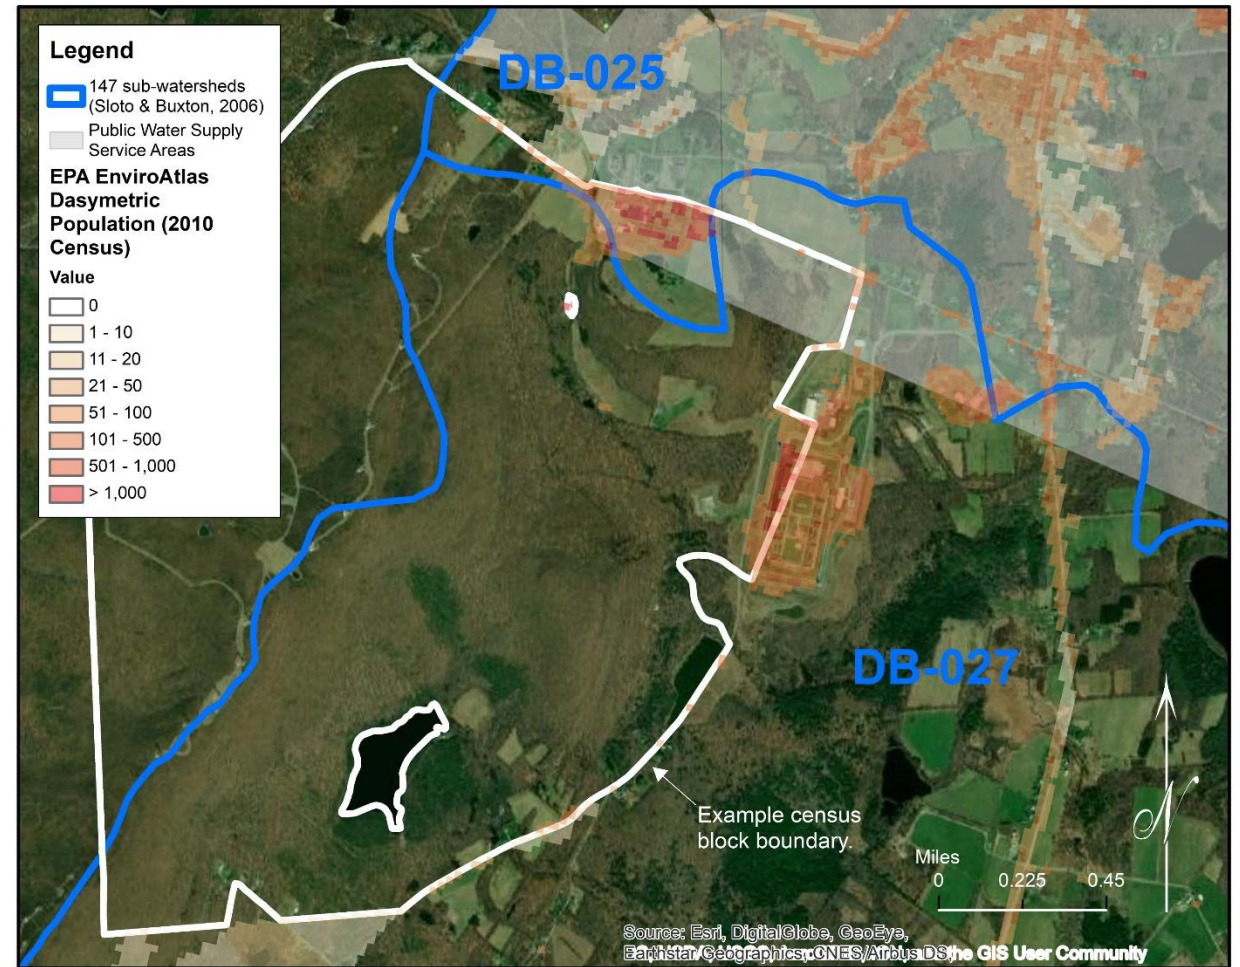 Legend
147 sub-watersheds
(Sloto & Buxton, 2006)
Public Water Supply
Service Areas
EPA EnviroAtlas
Dasymetric
Population (2010
Census)
Value
0
1 - 10
11 - 20
21 - 50
51 - 100
101 - 500
501 - 1,000
> 1,000
DB-025
DB-027
Example census
block boundary.
N
Miles
0 0.225 0.45
Source: Esri, DigitalGlobe, GeoEye,
Earthstar Geographics, CNES/Airbus DS, the GIS User Community